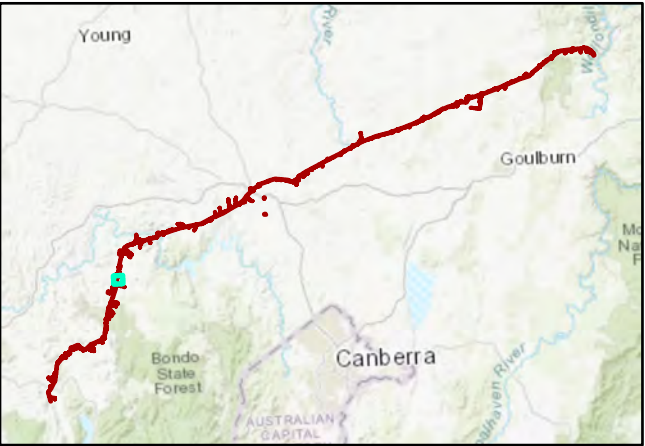 Young
River
Goulburn
Bondo
State
Forest
Canberra
River
AUSTRALIAN
CAPITAL